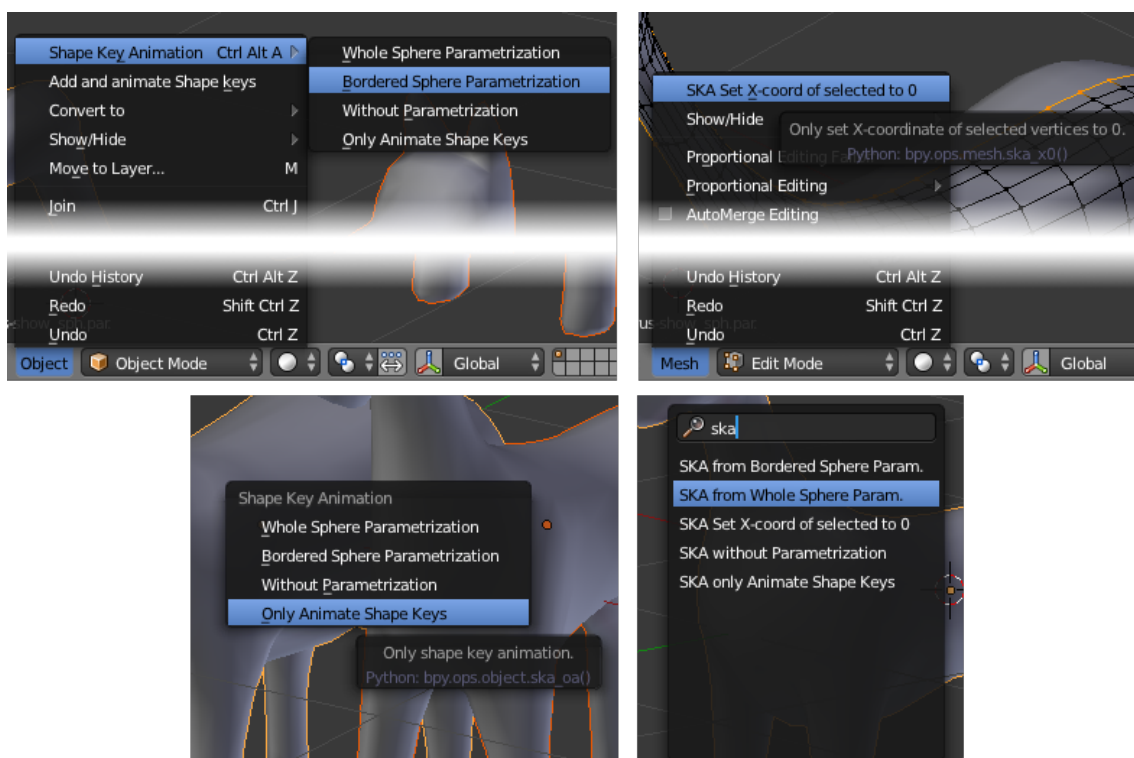 Shape Key Animation Ctrl Alt A
Add and animate Shape keys
Convert to
Show/Hide
Move to Layer...  M
Join Ctrl J
Undo History Ctrl Alt Z
Redo Shift Ctrl Z
Undo Ctrl Z
Object Object Mode Global
Whole Sphere Parametrization
Bordered Sphere Parametrization
Without Parametrization
Only Animate Shape Keys
SKA Set X-coord of selected to 0
Show/Hide
Only set X-coordinate of selected vertices to 0.
Python: bpy.ops.mesh.ska_x0()
Proportional Editing
Proportional Editing
AutoMerge Editing
Undo History Ctrl Alt Z
Redo Shift Ctrl Z
Undo Ctrl Z
Mesh Edit Mode Global
Shape Key Animation
Whole Sphere Parametrization
Bordered Sphere Parametrization
Without Parametrization
Only Animate Shape Keys
Only shape key animation.
Python: bpy.ops.object.ska_oa()
ska
SKA from Bordered Sphere Param.
SKA from Whole Sphere Param.
SKA Set X-coord of selected to 0
SKA without Parametrization
SKA only Animate Shape Keys